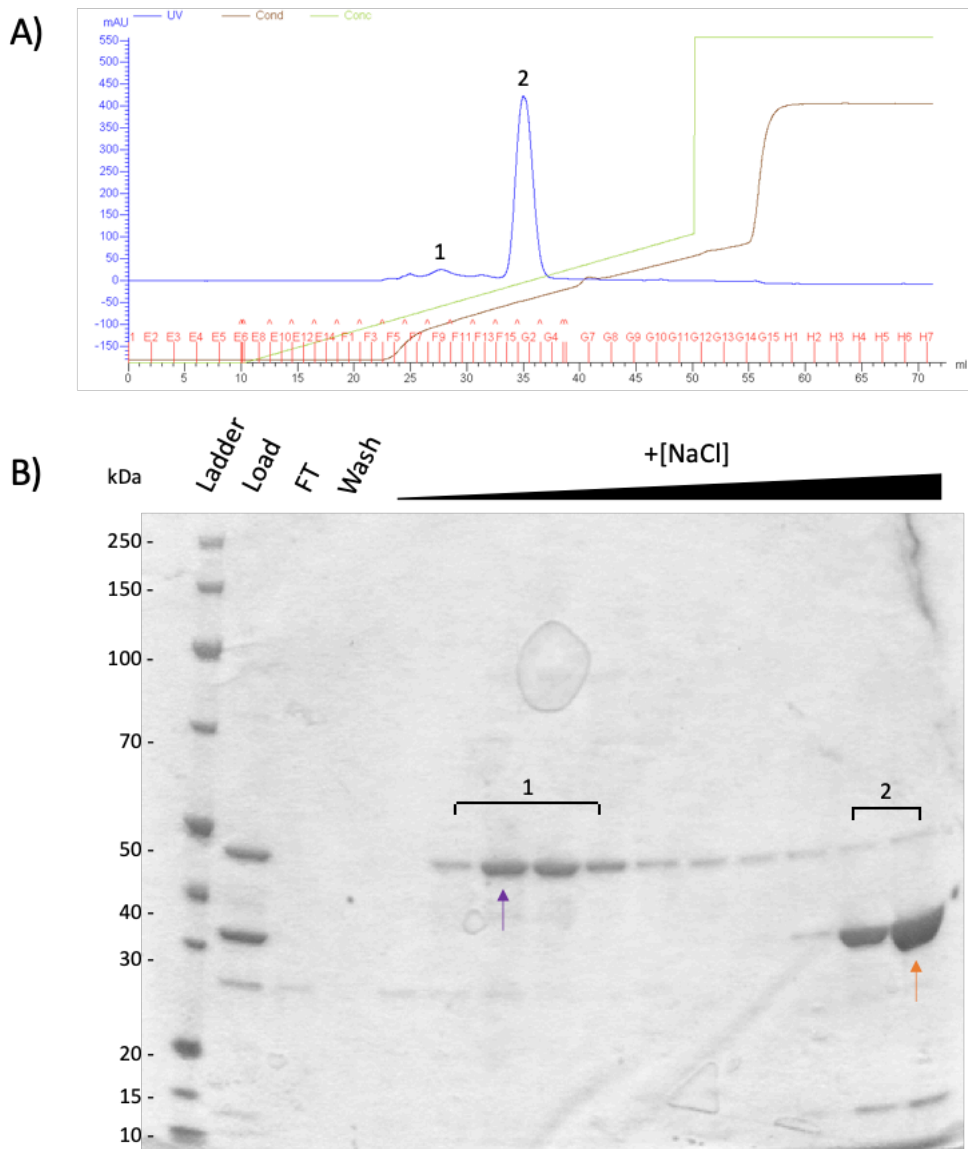 A)
mAU
UV Cond Conc
550
500
450
400
350
300
250
200
150
100
50
0
-50
-100
-150
1
2
1 E2 E3 E4 E5 E6 E8 E10 E12 E14 F1 F3 F5 F7 F9 F11 F13 F15 G2 G4 G7 G8 G9 G10 G11 G12 G13 G14 G15 H1 H2 H3 H4 H5 H6 H7
0 5 10 15 20 25 30 35 40 45 50 55 60 65 70 ml
B)
kDa
Ladder
Load
FT
Wash
+[NaCl]
250 -
150 -
100 -
70 -
50 -
40 -
30 -
20 -
15 -
10 -
1
2